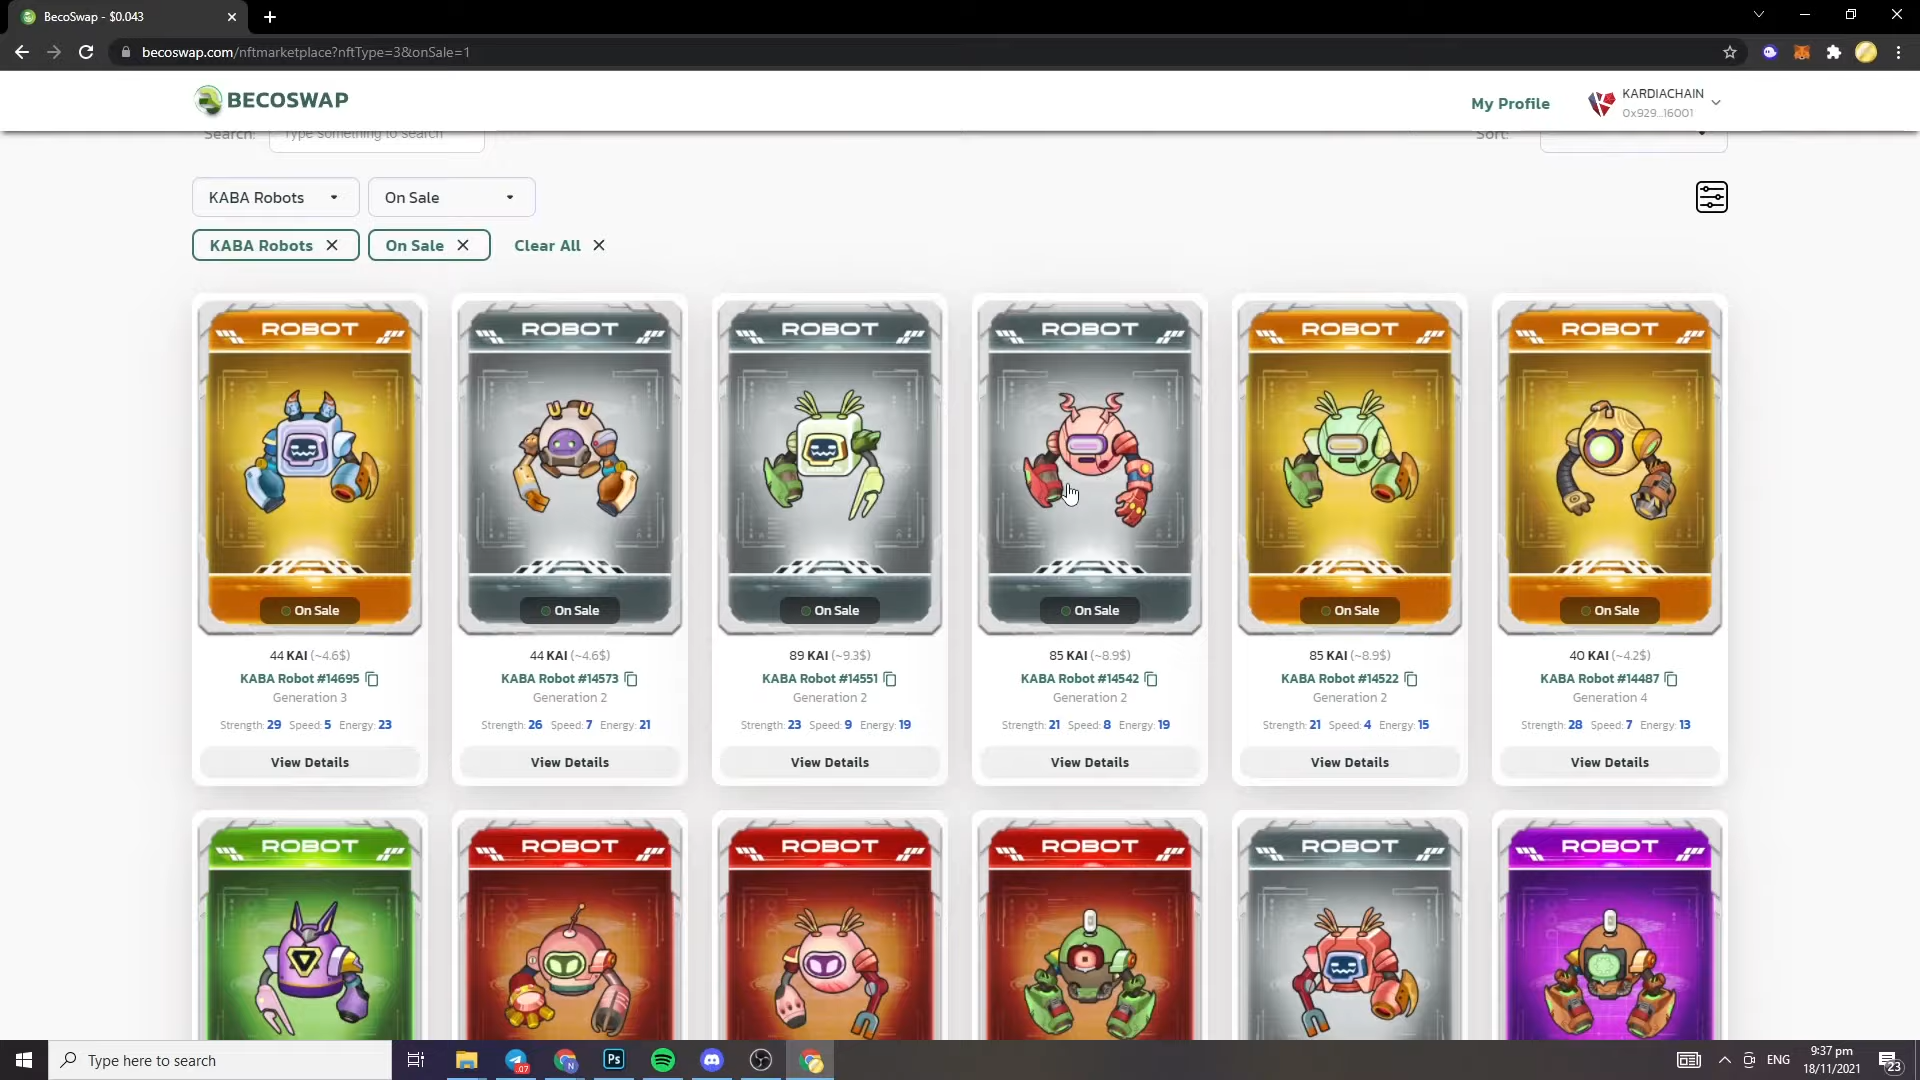 BecoSwap - $0.043
becoswap.com/nftmarketplace?nftType=3&onSale=1
BECOSWAP
My Profile
KARDIACHAIN
0x929...16001
Search:
Type something to search
Sort:
KABA Robots
On Sale
KABA Robots
On Sale
Clear All
ROBOT
On Sale
44 KAI (~4.6$)
KABA Robot #14695
Generation 3
Strength: 29 Speed: 5 Energy: 23
View Details
ROBOT
On Sale
44 KAI (~4.6$)
KABA Robot #14573
Generation 2
Strength: 26 Speed: 7 Energy: 21
View Details
ROBOT
On Sale
89 KAI (~9.3$)
KABA Robot #14551
Generation 2
Strength: 23 Speed: 9 Energy: 19
View Details
ROBOT
On Sale
85 KAI (~8.9$)
KABA Robot #14542
Generation 2
Strength: 21 Speed: 8 Energy: 19
View Details
ROBOT
On Sale
85 KAI (~8.9$)
KABA Robot #14522
Generation 2
Strength: 21 Speed: 4 Energy: 15
View Details
ROBOT
On Sale
40 KAI (~4.2$)
KABA Robot #14487
Generation 4
Strength: 28 Speed: 7 Energy: 13
View Details
ROBOT
ROBOT
ROBOT
ROBOT
ROBOT
ROBOT
Type here to search
.07
N
Ps
ENG
9:37 pm
18/11/2021
23